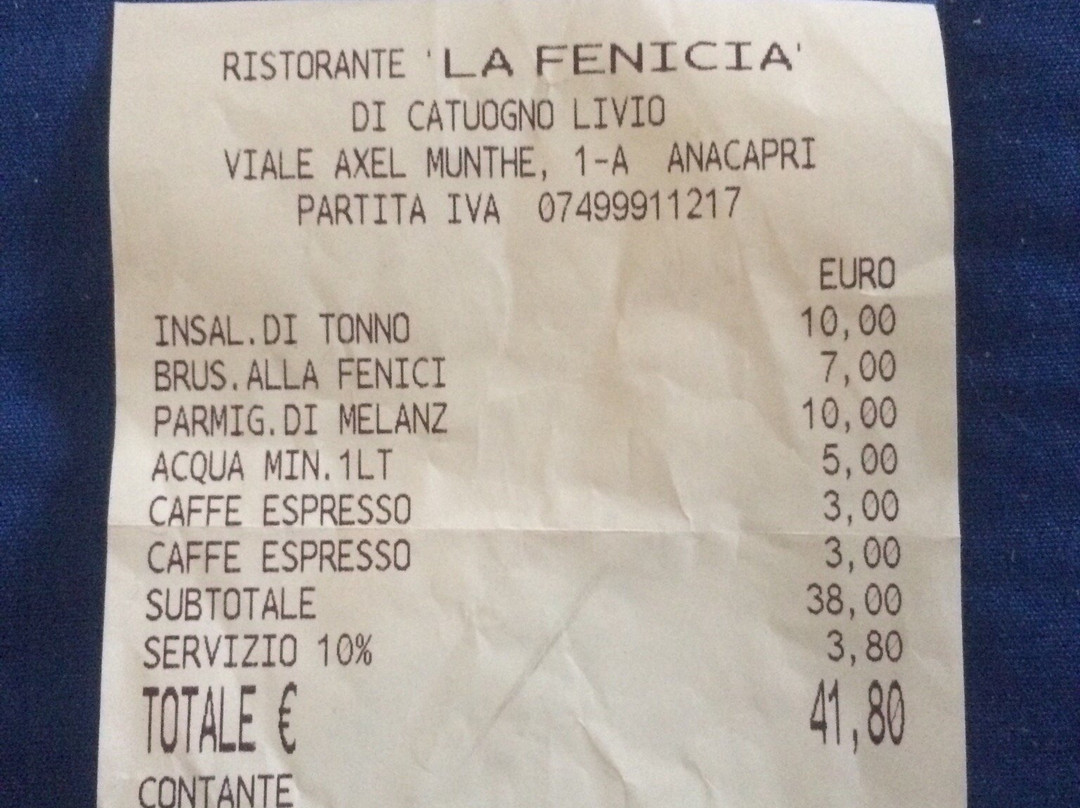 RISTORANTE 'LA FENICIA'
DI CATUOGNO LIVIO
VIALE AXEL MUNTHE, 1-A ANACAPRI
PARTITA IVA 07499911217
EURO
INSAL.DI TONNO 10,00
BRUS.ALLA FENICI 7,00
PARMIG.DI MELANZ 10,00
ACQUA MIN.1LT 5,00
CAFFE ESPRESSO 3,00
CAFFE ESPRESSO 3,00
SUBTOTALE 38,00
SERVIZIO 10% 3,80
TOTALE € 41,80
CONTANTE